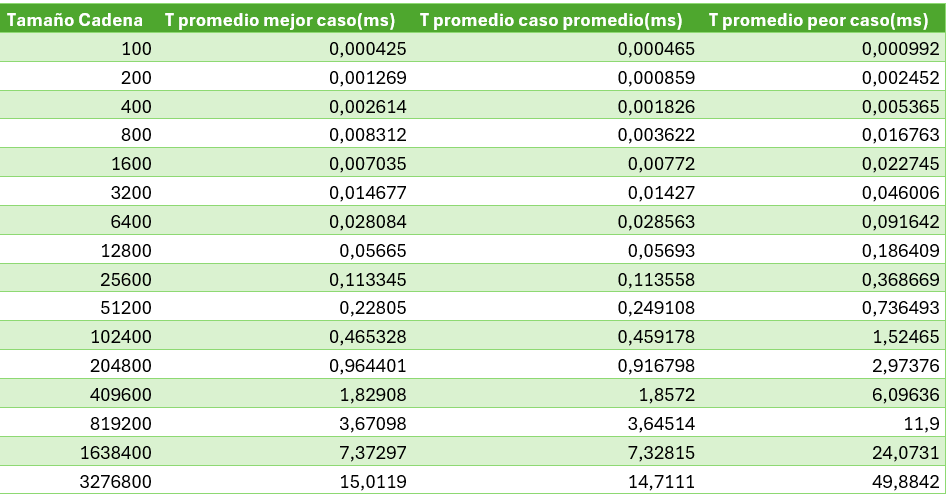 Tamaño Cadena T promedio mejor caso(ms) T promedio caso promedio(ms) T promedio peor caso(ms)
100 0,000425 0,000465 0,000992
200 0,001269 0,000859 0,002452
400 0,002614 0,001826 0,005365
800 0,008312 0,003622 0,016763
1600 0,007035 0,00772 0,022745
3200 0,014677 0,01427 0,046006
6400 0,028084 0,028563 0,091642
12800 0,05665 0,05693 0,186409
25600 0,113345 0,113558 0,368669
51200 0,22805 0,249108 0,736493
102400 0,465328 0,459178 1,52465
204800 0,964401 0,916798 2,97376
409600 1,82908 1,8572 6,09636
819200 3,67098 3,64514 11,9
1638400 7,37297 7,32815 24,0731
3276800 15,0119 14,7111 49,8842